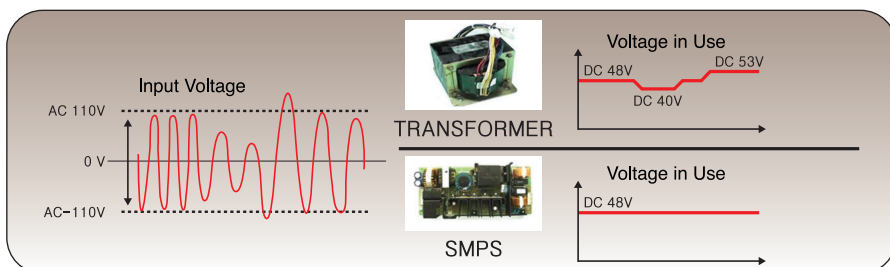 Input Voltage
AC 110V
0 V
AC-110V
TRANSFORMER
Voltage in Use
DC 48V
DC 40V
DC 53V
SMPS
Voltage in Use
DC 48V